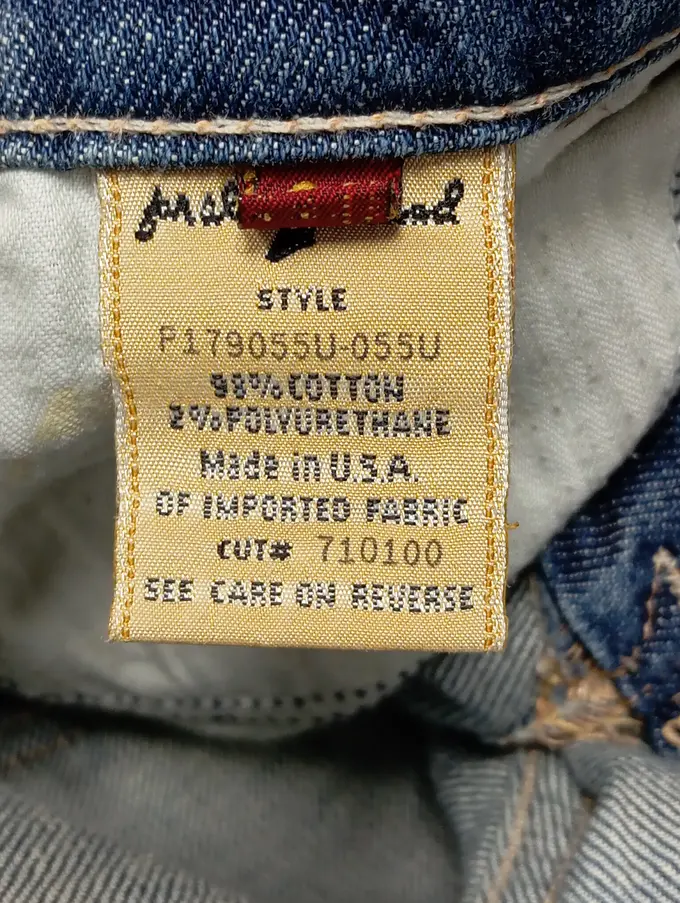 STYLE
P179055U-055U
98% COTTON
2% POLYURETHANE
Made in U.S.A.
OF IMPORTED FABRIC
CUT# 710100
SEE CARE ON REVERSE